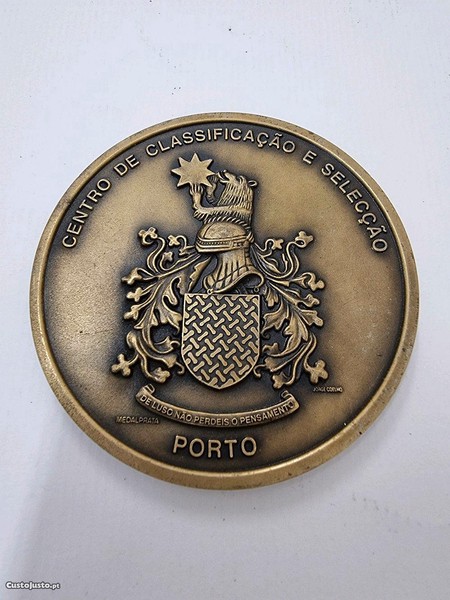 CENTRO DE CLASSIFICAÇÃO E SELECÇÃO
DE LUSO NÃO PERDEIS O PENSAMENTO
MEDALPRATA
JORGE COELHO
PORTO
CustoJusto.pt